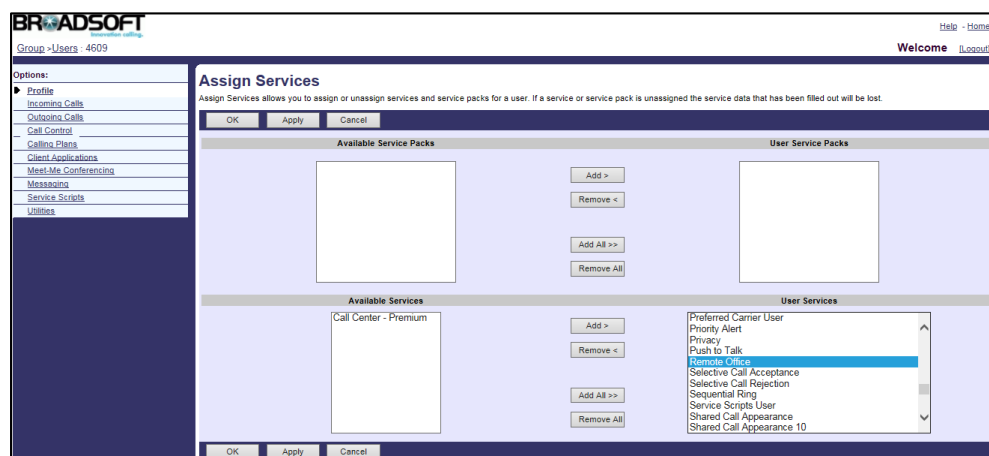 BROADSOFT
Innovation calling.
Help - Home
Group >Users : 4609
Welcome [Logout]
Options:
Profile
Incoming Calls
Outgoing Calls
Call Control
Calling Plans
Client Applications
Meet-Me Conferencing
Messaging
Service Scripts
Utilities
Assign Services
Assign Services allows you to assign or unassign services and service packs for a user. If a service or service pack is unassigned the service data that has been filled out will be lost.
OK Apply Cancel
Available Service Packs User Service Packs
Add >
Remove <
Add All >>
Remove All
Available Services User Services
Call Center - Premium
Add >
Remove <
Add All >>
Remove All
Preferred Carrier User
Priority Alert
Privacy
Push to Talk
Remote Office
Selective Call Acceptance
Selective Call Rejection
Sequential Ring
Service Scripts User
Shared Call Appearance
Shared Call Appearance 10
OK Apply Cancel